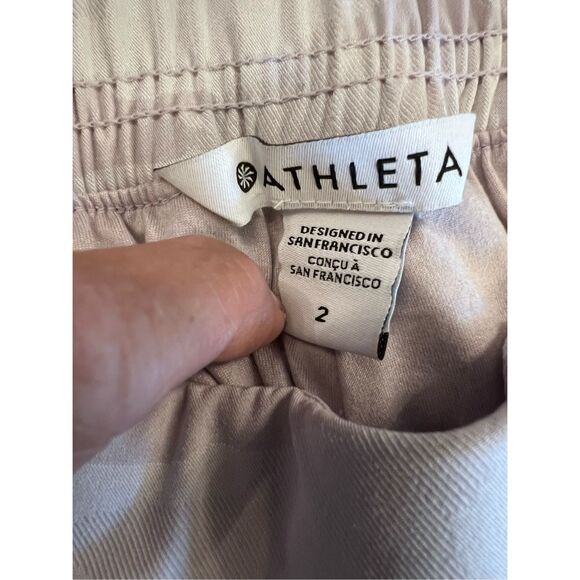 ATHLETA
DESIGNED IN
SAN FRANCISCO
CONÇU À
SAN FRANCISCO
2